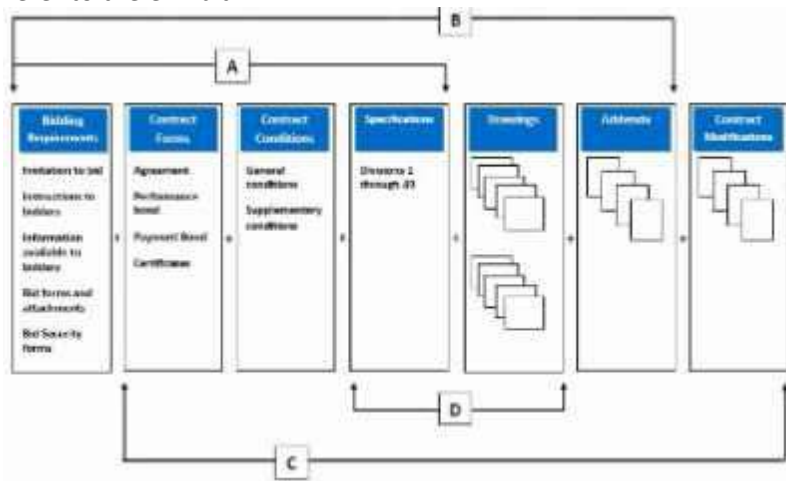 B
A
Bidding
Requirements
Contract
Forms
Contract
Conditions
Specifications
Drawings
Addenda
Contract
Modifications
Invitation to bid
Instructions to
bidders
Information
available to
bidders
Bid forms and
attachments
Bid Security
forms
Agreement
Performance
bond
Payment Bond
Certificates
General
conditions
Supplementary
conditions
Divisions 1
through
D
C